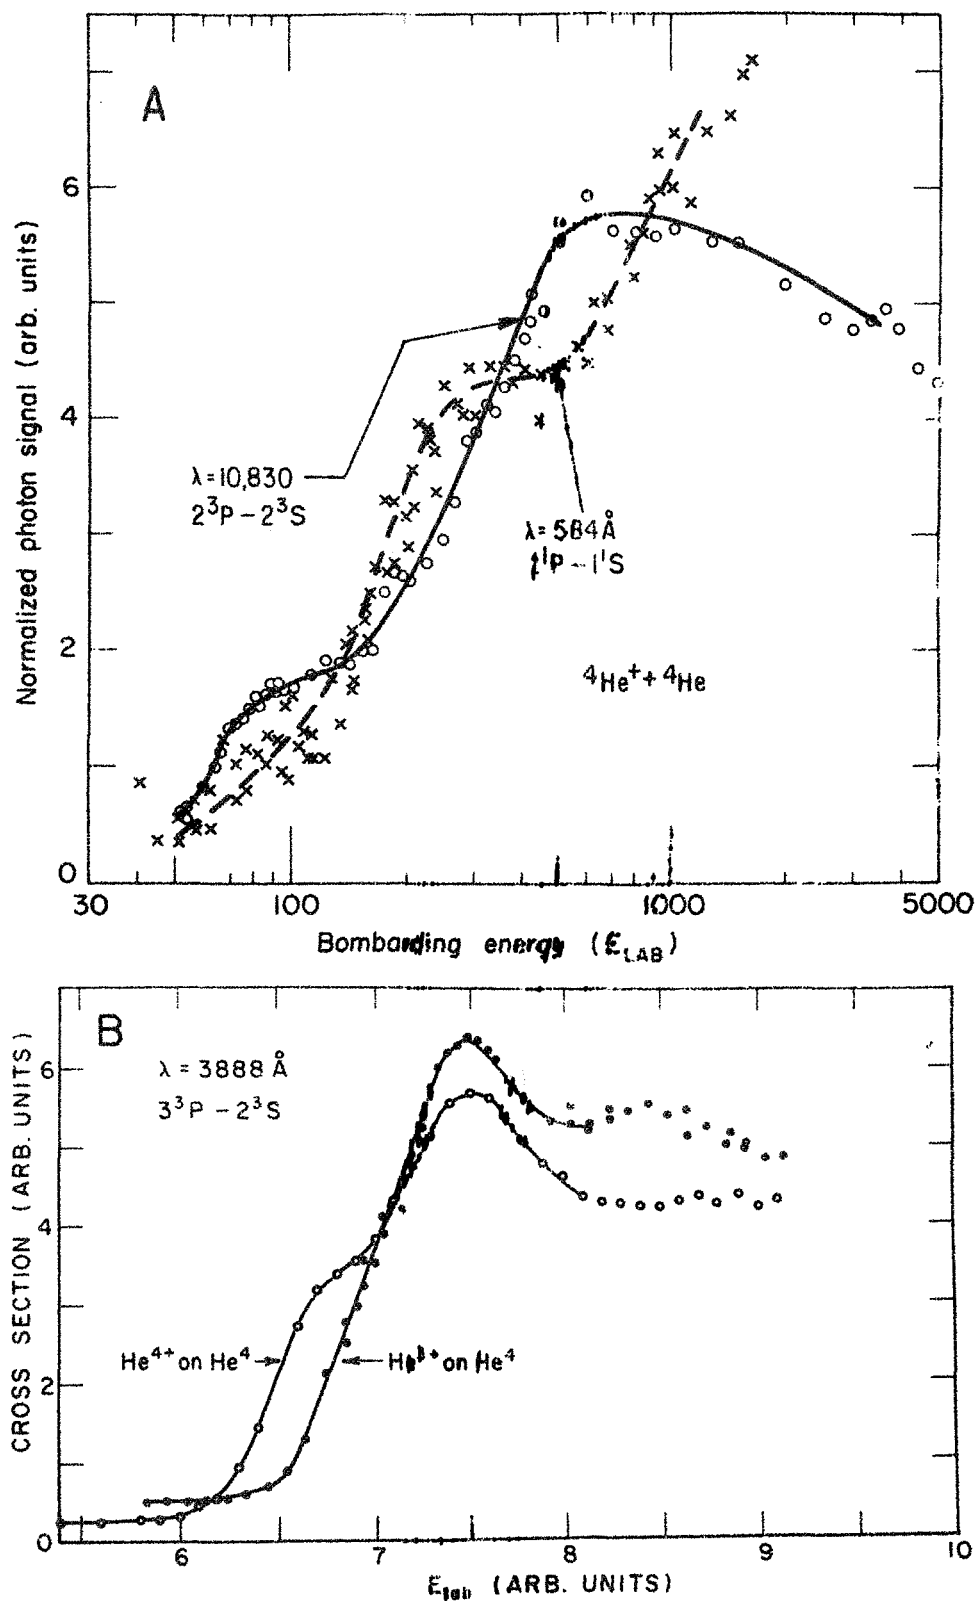 A
Normalized photon signal (arb. units)
6
4
2
0
λ=10,830
2³P – 2³S
λ=584Å
¹P – 1¹S
⁴He⁺ + ⁴He
30 100 1000 5000
Bombarding energy (E_LAB)
B
CROSS SECTION (ARB. UNITS)
6
4
2
0
λ = 3888 Å
3³P – 2³S
He⁴⁺ on He⁴
on He⁴
6 7 8 9 10
E_lab (ARB. UNITS)